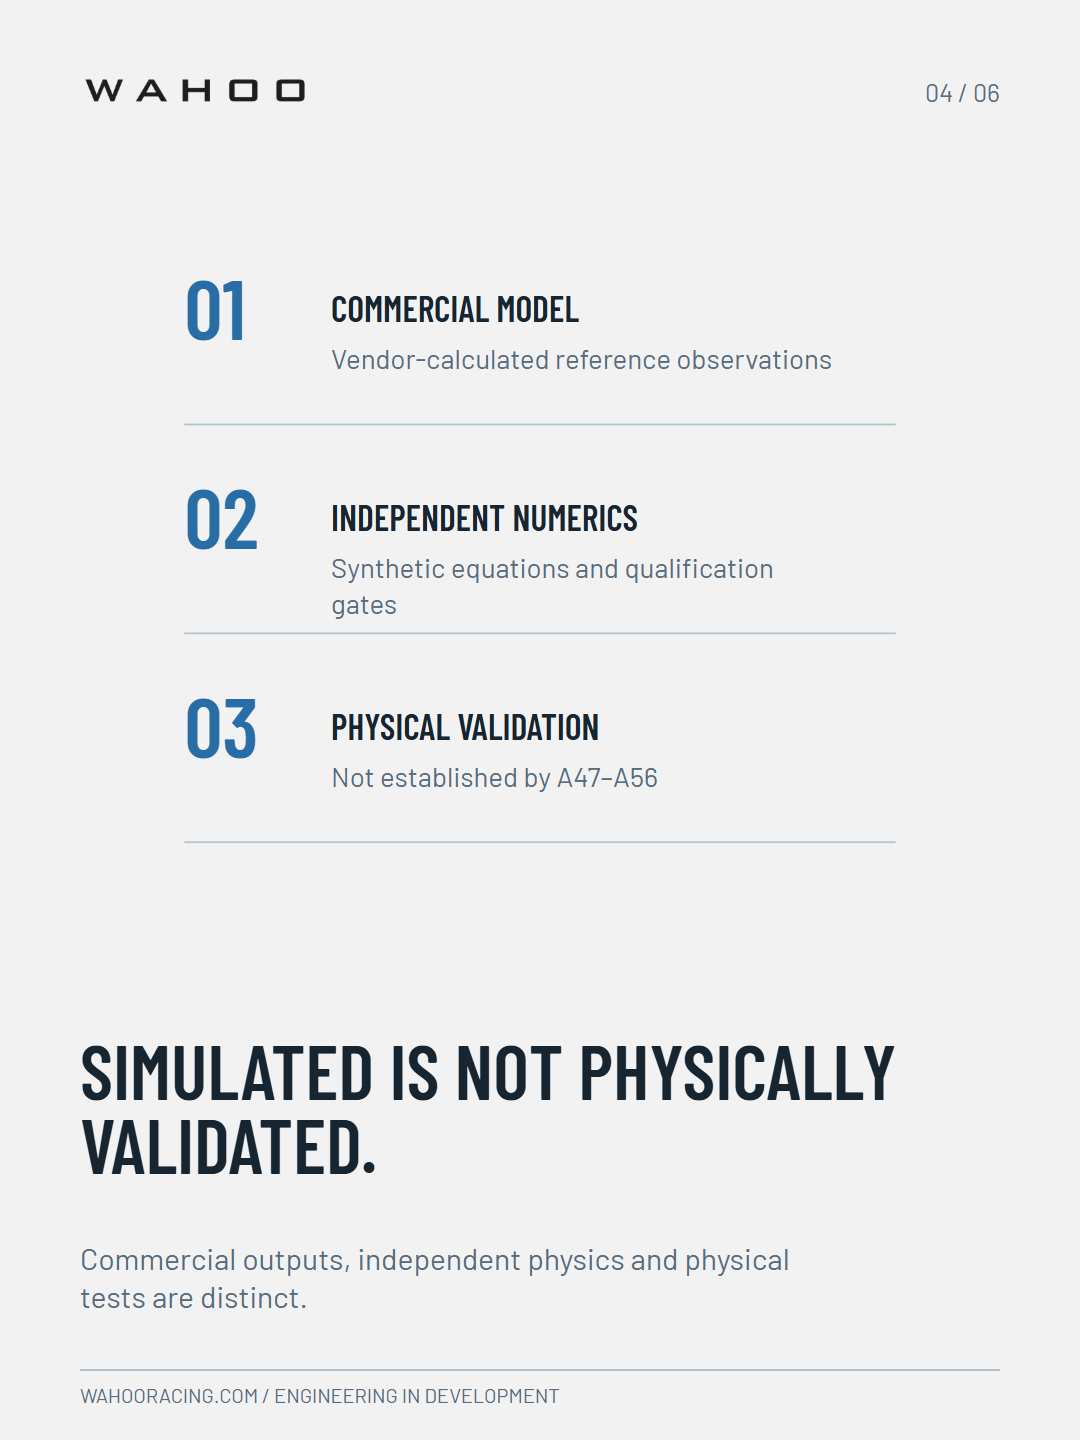 WAHOO
04 / 06
01
COMMERCIAL MODEL
Vendor-calculated reference observations
02
INDEPENDENT NUMERICS
Synthetic equations and qualification
gates
03
PHYSICAL VALIDATION
Not established by A47–A56
SIMULATED IS NOT PHYSICALLY
VALIDATED.
Commercial outputs, independent physics and physical
tests are distinct.
WAHOORACING.COM / ENGINEERING IN DEVELOPMENT